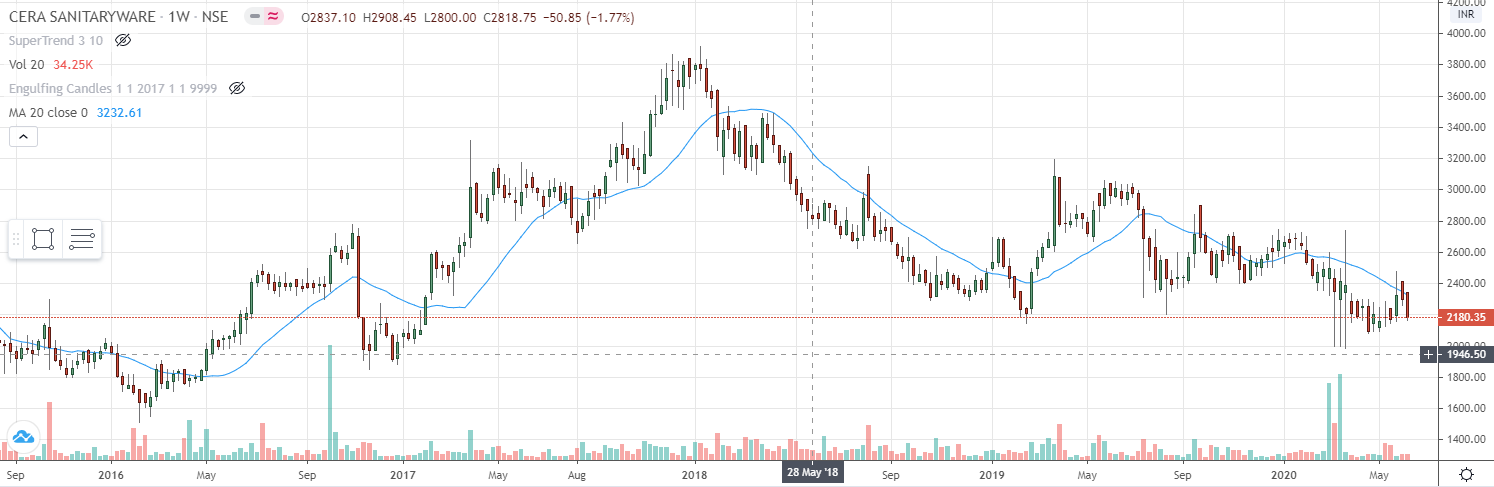 CERA SANITARYWARE · 1W · NSE O2837.10 H2908.45 L2800.00 C2818.75 −50.85 (−1.77%)
SuperTrend 3 10
Vol 20 34.25K
Engulfing Candles 1 1 2017 1 1 9999
MA 20 close 0 3232.61
4200.00
INR
4000.00
3800.00
3600.00
3400.00
3200.00
3000.00
2800.00
2600.00
2400.00
2180.35
2000.00
1946.50
1800.00
1600.00
1400.00
Sep 2016 May Sep 2017 May Aug 2018 28 May '18 Sep 2019 May Sep 2020 May